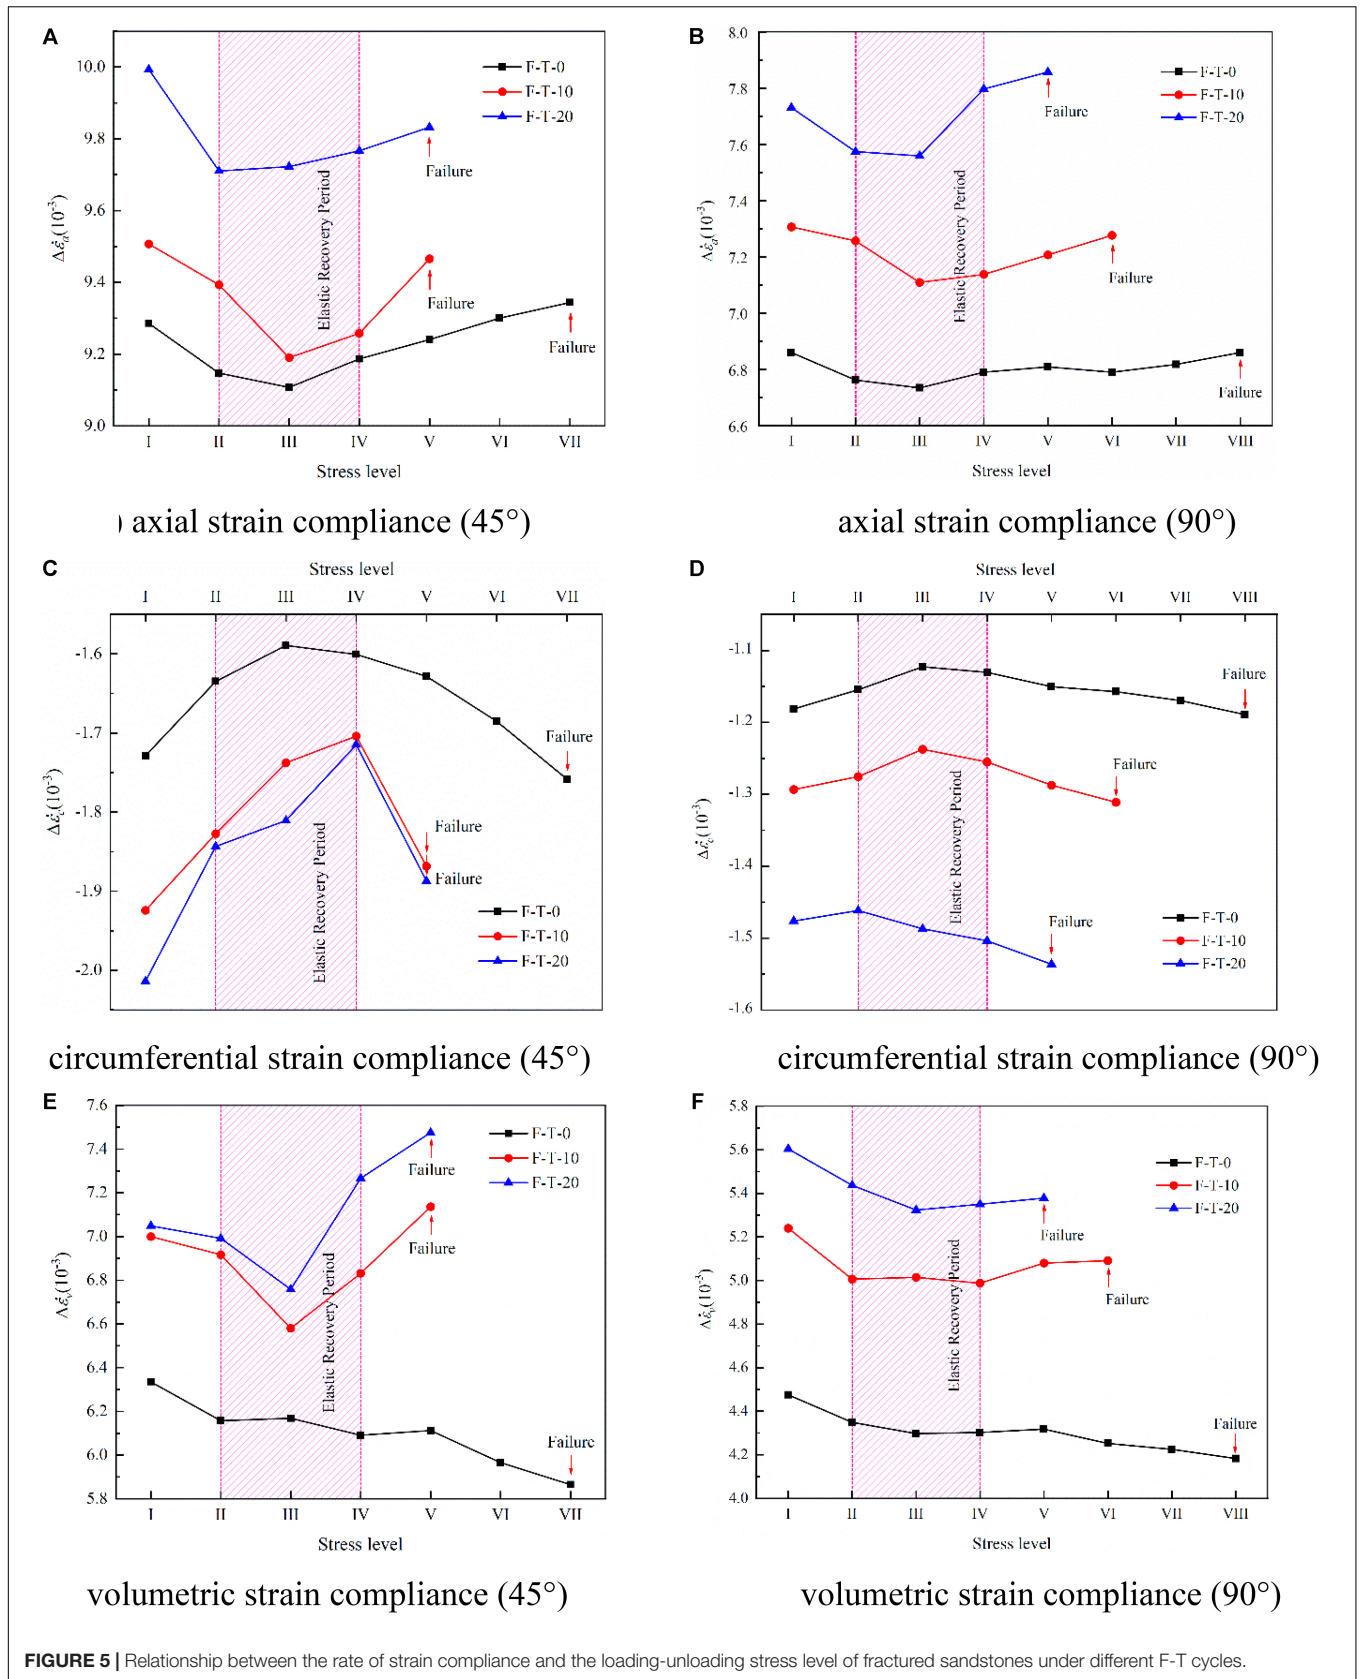 A
10.0
9.8
9.6
9.4
9.2
9.0
Δε̇a(10-3)
F-T-0
F-T-10
F-T-20
Failure
Failure
Failure
Elastic Recovery Period
I II III IV V VI VII
Stress level
) axial strain compliance (45°)
B
8.0
7.8
7.6
7.4
7.2
7.0
6.8
6.6
Δε̇a(10-3)
F-T-0
F-T-10
F-T-20
Failure
Failure
Failure
Elastic Recovery Period
I II III IV V VI VII VIII
Stress level
axial strain compliance (90°)
C
Stress level
I II III IV V VI VII
-1.6
-1.7
-1.8
-1.9
-2.0
Δε̇c(10-3)
Failure
Failure
Failure
Elastic Recovery Period
F-T-0
F-T-10
F-T-20
circumferential strain compliance (45°)
D
Stress level
I II III IV V VI VII VIII
-1.1
-1.2
-1.3
-1.4
-1.5
-1.6
Δε̇c(10-3)
Failure
Failure
Failure
Elastic Recovery Period
F-T-0
F-T-10
F-T-20
circumferential strain compliance (90°)
E
7.6
7.4
7.2
7.0
6.8
6.6
6.4
6.2
6.0
5.8
Δε̇v(10-3)
F-T-0
F-T-10
F-T-20
Failure
Failure
Failure
Elastic Recovery Period
I II III IV V VI VII
Stress level
volumetric strain compliance (45°)
F
5.8
5.6
5.4
5.2
5.0
4.8
4.6
4.4
4.2
4.0
Δε̇v(10-3)
F-T-0
F-T-10
F-T-20
Failure
Failure
Failure
Elastic Recovery Period
I II III IV V VI VII VIII
Stress level
volumetric strain compliance (90°)
FIGURE 5 | Relationship between the rate of strain compliance and the loading-unloading stress level of fractured sandstones under different F-T cycles.